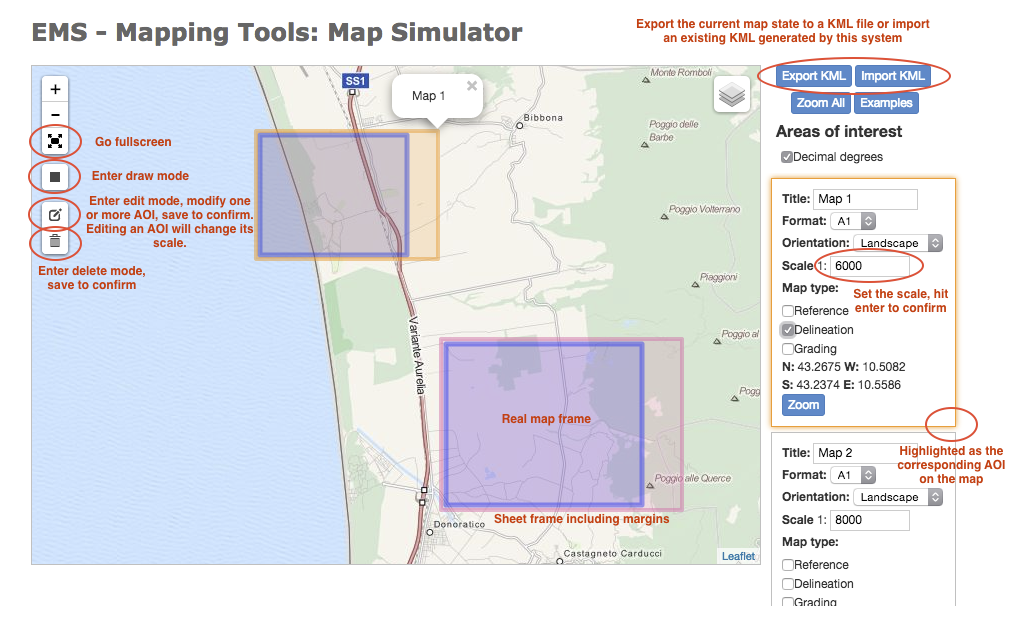 EMS - Mapping Tools: Map Simulator
Export the current map state to a KML file or import
an existing KML generated by this system
Export KML
Import KML
Zoom All
Examples
Areas of interest
Decimal degrees
+
−
Go fullscreen
Enter draw mode
Enter edit mode, modify one
or more AOI, save to confirm.
Editing an AOI will change its
scale.
Enter delete mode,
save to confirm
SS1
Map 1
×
Monte Romboli
Bibbona
Poggio delle
Barbe
Poggio Volterrano
Piaggioni
Poggio al
Pogg
Variante Aurelia
Real map frame
Poggio alle Querce
Sheet frame including margins
Donoratico
Castagneto Carducci
Leaflet
Title: Map 1
Format: A1
Orientation: Landscape
Scale 1: 6000
Map type:
Set the scale, hit
enter to confirm
Reference
Delineation
Grading
N: 43.2675 W: 10.5082
S: 43.2374 E: 10.5586
Zoom
Highlighted as the
corresponding AOI
on the map
Title: Map 2
Format: A1
Orientation: Landscape
Scale 1: 8000
Map type:
Reference
Delineation
Grading